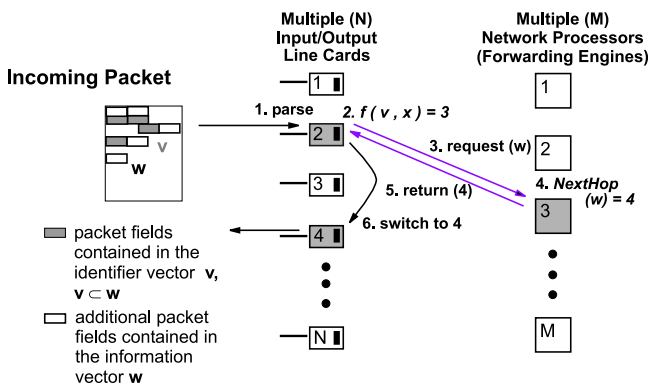 Multiple (N)
Input/Output
Line Cards
Multiple (M)
Network Processors
(Forwarding Engines)
Incoming Packet
1
1
1. parse
2. f ( v , x ) = 3
2
3. request (w)
2
v
w
3
5. return (4)
4. NextHop
(w) = 4
3
6. switch to 4
4
packet fields
contained in the
identifier vector v,
v ⊂ w
additional packet
fields contained in
the information
vector w
N
M